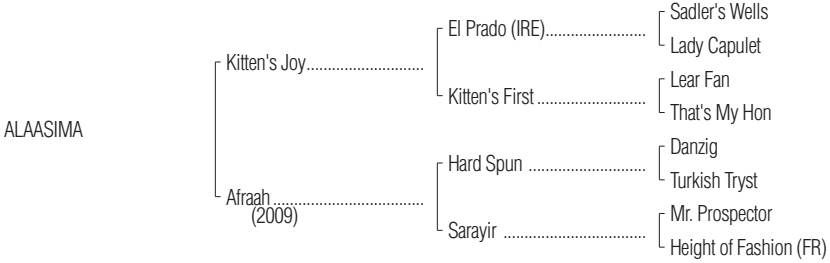 Sadler's Wells
El Prado (IRE)........................
Lady Capulet
Kitten's Joy............................
Lear Fan
Kitten's First..........................
That's My Hon
ALAASIMA
Danzig
Hard Spun ............................
Turkish Tryst
Afraah....................................
(2009)
Mr. Prospector
Sarayir ..................................
Height of Fashion (FR)